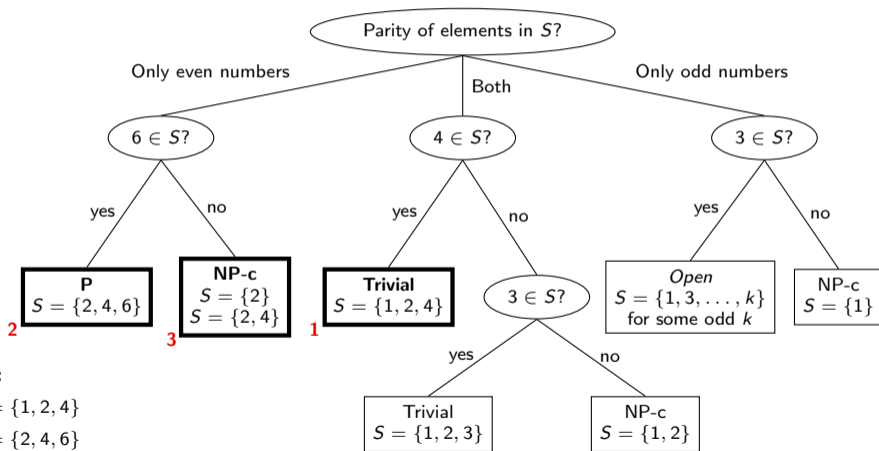 Parity of elements in S?
Only even numbers
Both
Only odd numbers
6 ∈ S?
4 ∈ S?
3 ∈ S?
yes
no
yes
no
yes
no
P
S = {2, 4, 6}
2
NP-c
S = {2}
S = {2, 4}
3
Trivial
S = {1, 2, 4}
1
3 ∈ S?
Open
S = {1, 3, . . . , k}
for some odd k
NP-c
S = {1}
yes
no
:
= {1, 2, 4}
= {2, 4, 6}
Trivial
S = {1, 2, 3}
NP-c
S = {1, 2}